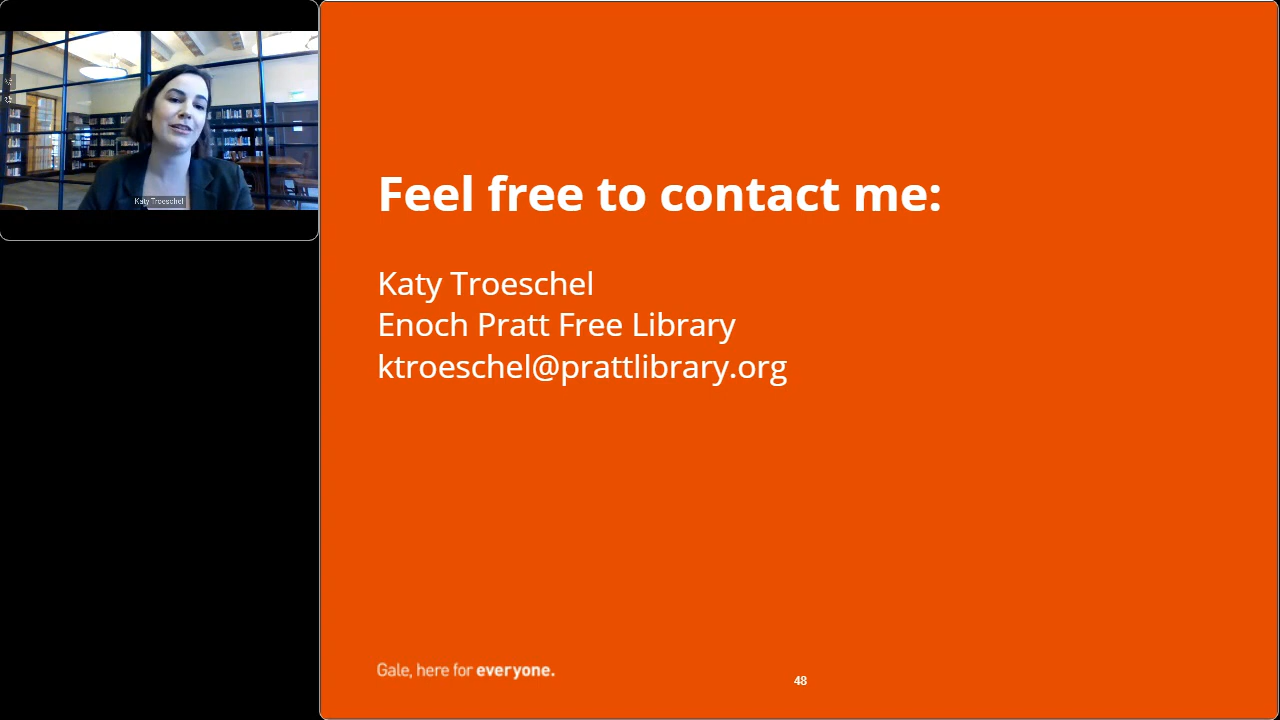 Katy Troeschel
Feel free to contact me:
Katy Troeschel
Enoch Pratt Free Library
ktroeschel@prattlibrary.org
Gale, here for everyone.
48